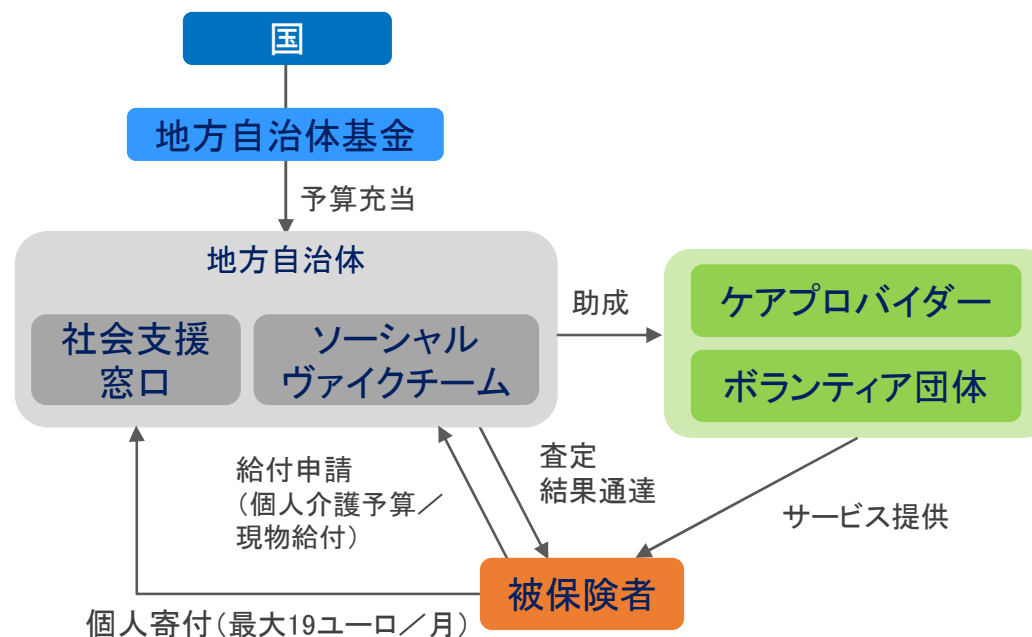 国
地方自治体基金
予算充当
地方自治体
社会支援
窓口
ソーシャル
ヴァイクチーム
助成
ケアプロバイダー
ボランティア団体
給付申請
（個人介護予算／
現物給付）
査定
結果通達
サービス提供
被保険者
個人寄付（最大19ユーロ／月）